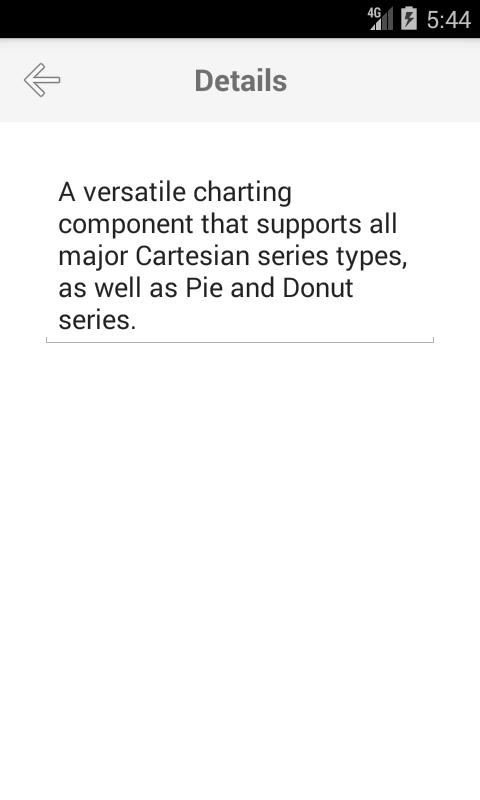 4G 5:44
Details
A versatile charting
component that supports all
major Cartesian series types,
as well as Pie and Donut
series.